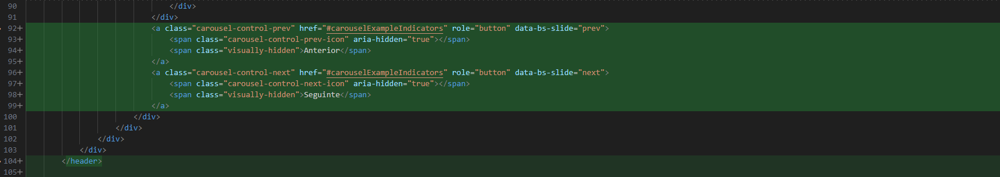 90 </div>
91 </div>
92+ <a class="carousel-control-prev" href="#carouselExampleIndicators" role="button" data-bs-slide="prev">
93+ <span class="carousel-control-prev-icon" aria-hidden="true"></span>
94+ <span class="visually-hidden">Anterior</span>
95+ </a>
96+ <a class="carousel-control-next" href="#carouselExampleIndicators" role="button" data-bs-slide="next">
97+ <span class="carousel-control-next-icon" aria-hidden="true"></span>
98+ <span class="visually-hidden">Seguinte</span>
99+ </a>
100 </div>
101 </div>
102 </div>
103 </div>
104+ </header>
105+